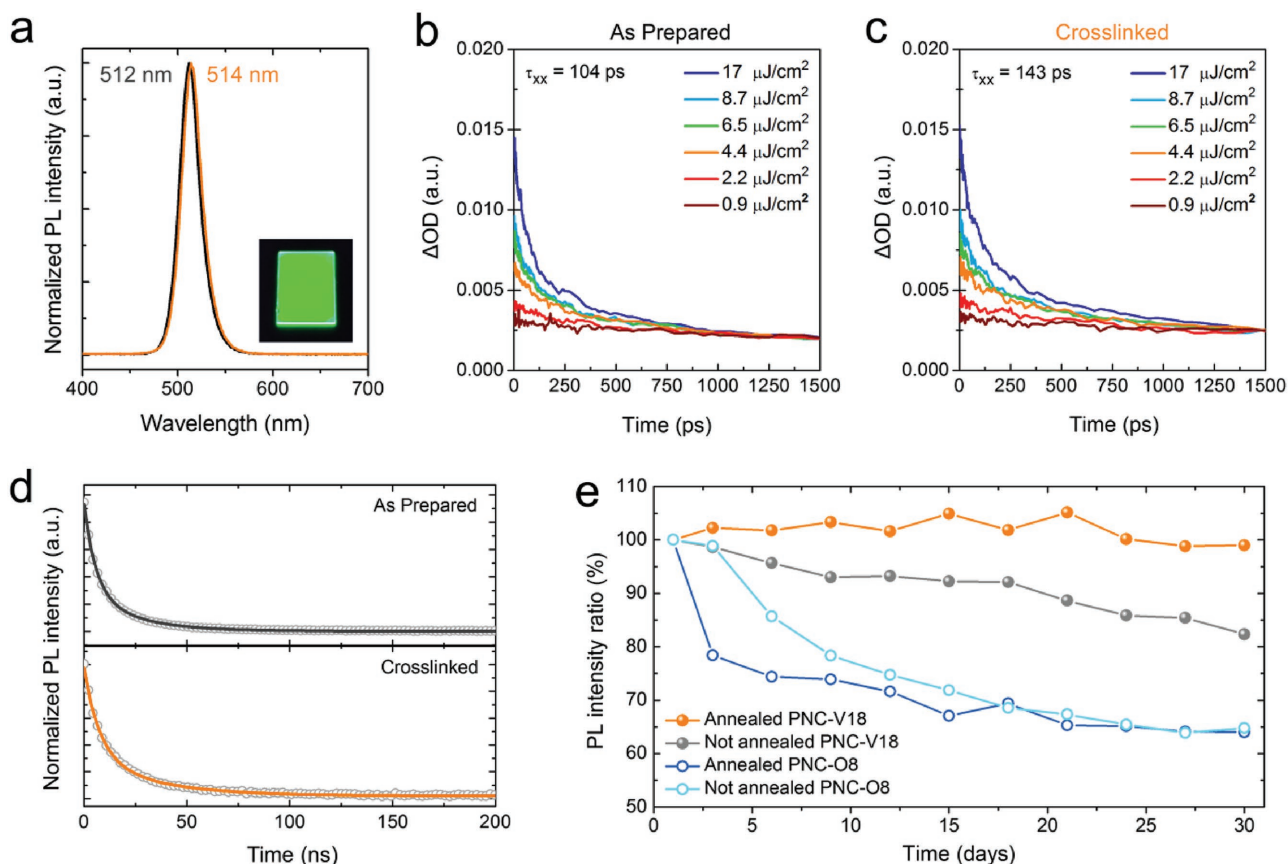 a
512 nm 514 nm
Normalized PL intensity (a.u.)
400 500 600 700
Wavelength (nm)
b
As Prepared
τxx = 104 ps
17 μJ/cm²
8.7 μJ/cm²
6.5 μJ/cm²
4.4 μJ/cm²
2.2 μJ/cm²
0.9 μJ/cm²
ΔOD (a.u.)
0.020
0.015
0.010
0.005
0.000
0 250 500 750 1000 1250 1500
Time (ps)
c
Crosslinked
τxx = 143 ps
17 μJ/cm²
8.7 μJ/cm²
6.5 μJ/cm²
4.4 μJ/cm²
2.2 μJ/cm²
0.9 μJ/cm²
ΔOD (a.u.)
0.020
0.015
0.010
0.005
0.000
0 250 500 750 1000 1250 1500
Time (ps)
d
As Prepared
Crosslinked
Normalized PL intensity (a.u.)
0 50 100 150 200
Time (ns)
e
PL intensity ratio (%)
110
100
90
80
70
60
50
Annealed PNC-V18
Not annealed PNC-V18
Annealed PNC-O8
Not annealed PNC-O8
0 5 10 15 20 25 30
Time (days)